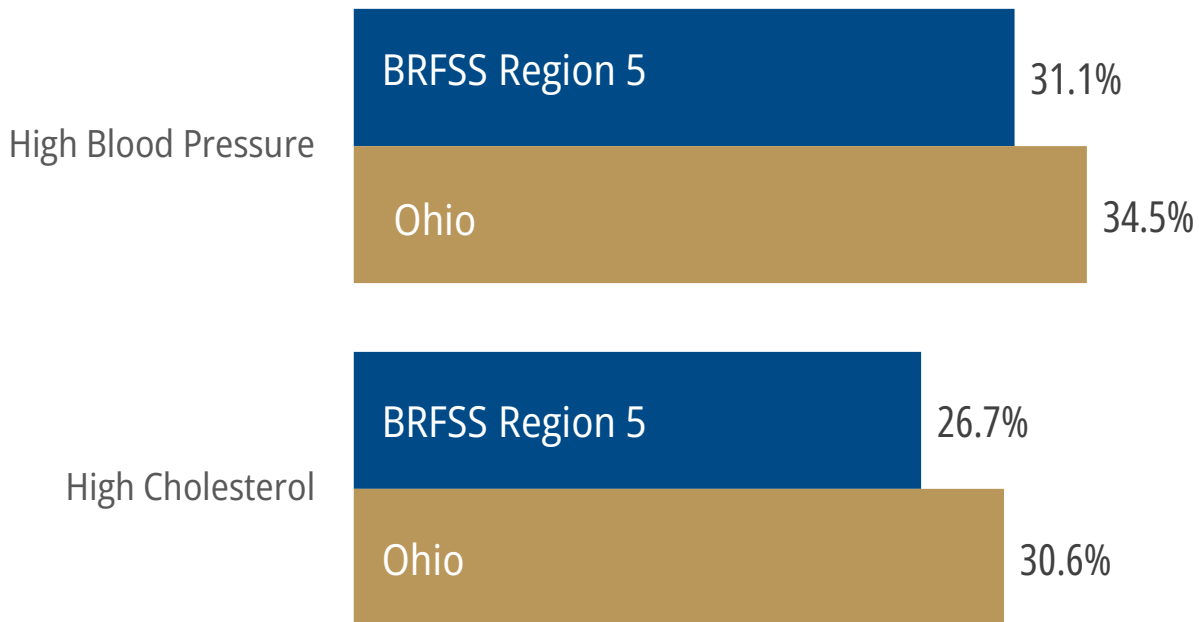 BRFSS Region 5
31.1%
High Blood Pressure
Ohio
34.5%
BRFSS Region 5
26.7%
High Cholesterol
Ohio
30.6%